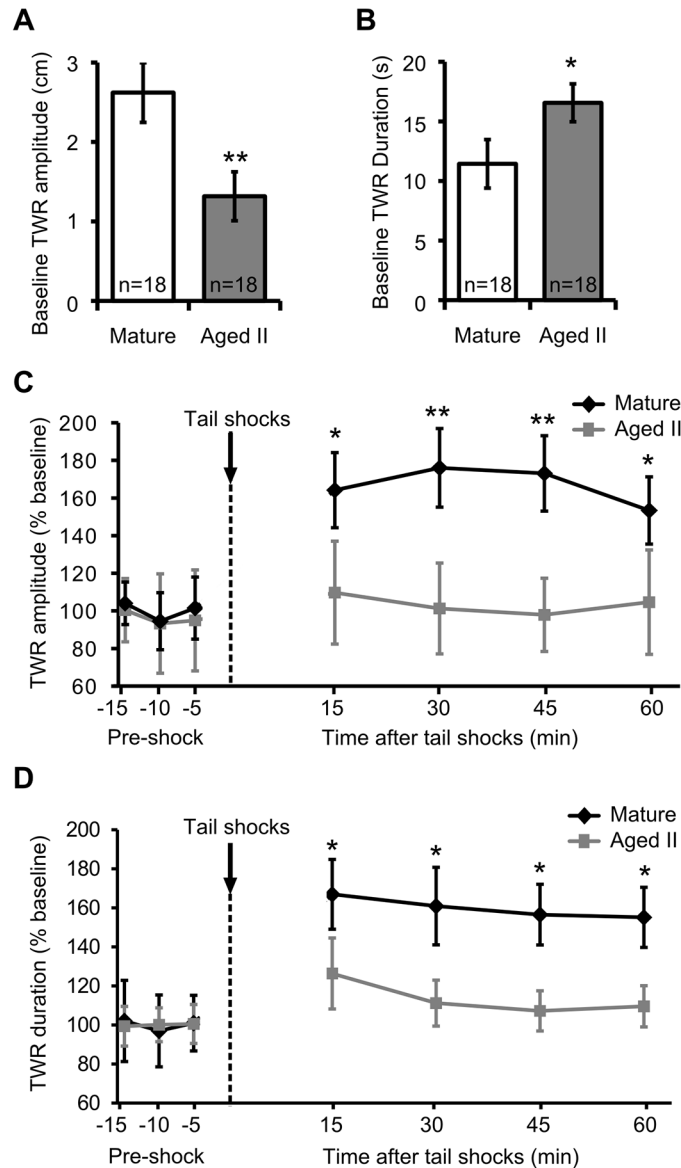 A
Baseline TWR amplitude (cm)
3
2
1
0
**
n=18
n=18
Mature
Aged II
B
Baseline TWR Duration (s)
20
15
10
5
0
*
n=18
n=18
Mature
Aged II
C
TWR amplitude (% baseline)
200
180
160
140
120
100
80
60
Tail shocks
Mature
Aged II
*
**
**
*
-15 -10 -5
15 30 45 60
Pre-shock
Time after tail shocks (min)
D
TWR duration (% baseline)
200
180
160
140
120
100
80
60
Tail shocks
Mature
Aged II
*
*
*
*
-15 -10 -5
15 30 45 60
Pre-shock
Time after tail shocks (min)